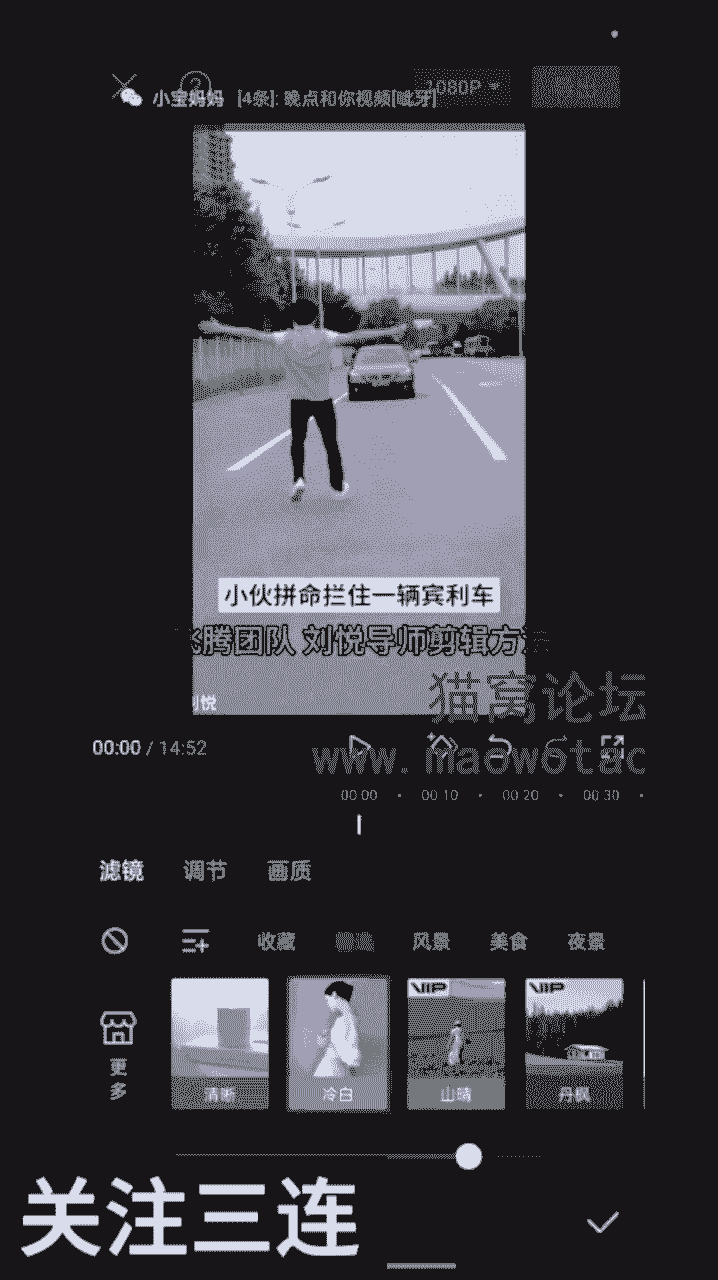 1080P
小宝妈妈 [4条]: 晚点和你视频[呲牙]
小伙拼命拦住一辆宾利车
飞腾团队 刘悦导师剪辑方法
刘悦
猫窝论坛
00:00 / 14:52
www.maowotac
00:00 00:10 00:20 00:30
滤镜 调节 画质
收藏 精选 风景 美食 夜景
VIP VIP
更多
清晰 冷白 山晴 丹枫
关注三连